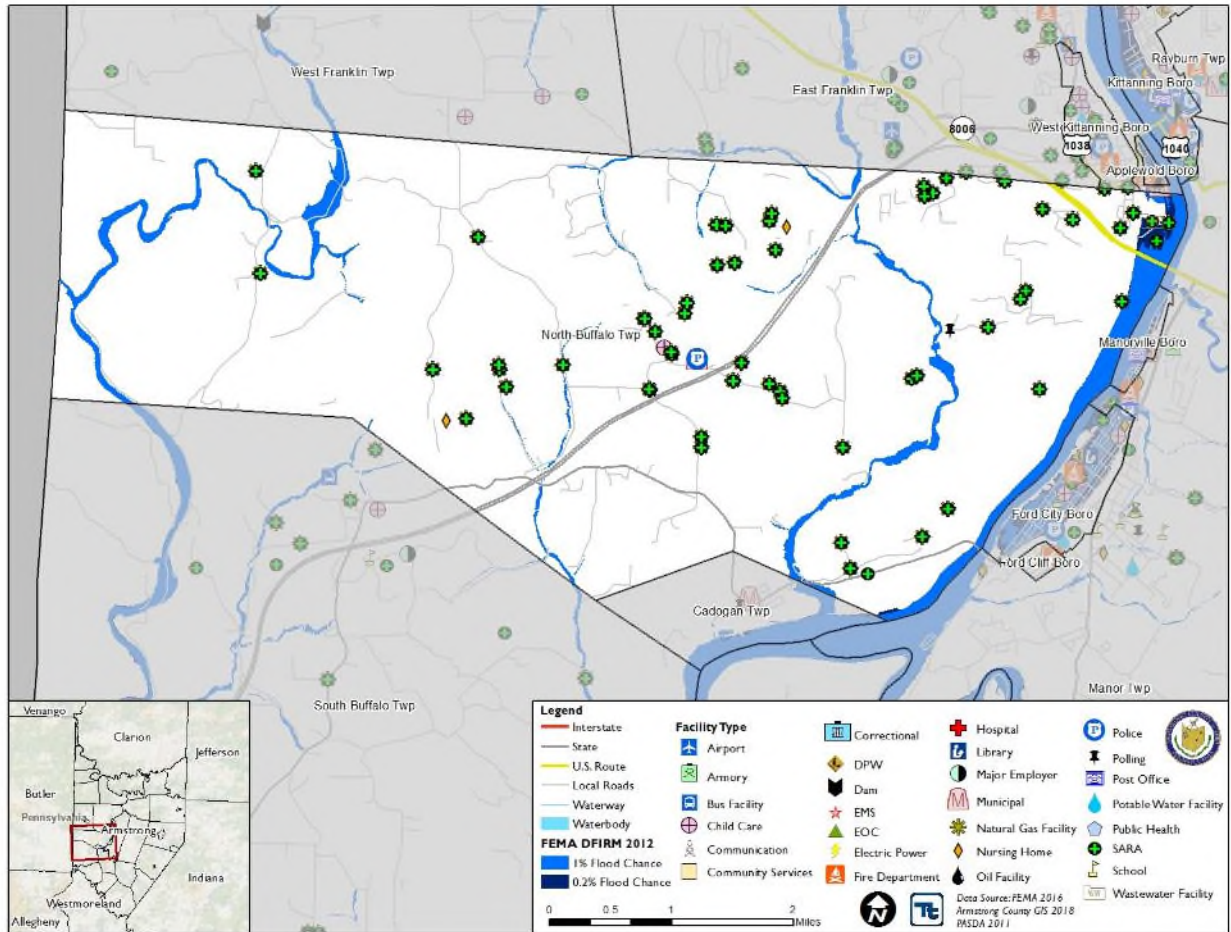 West Franklin Twp
East Franklin Twp
Rayburn Twp
Kittanning Boro
8006
West Kittanning Boro
1038
1040
Applewold Boro
North Buffalo Twp
P
Manorville Boro
Ford City Boro
Ford Cliff Boro
Cadogan Twp
Manor Twp
South Buffalo Twp
Venango
Clarion
Jefferson
Butler
Pennsylvania
Armstrong
Indiana
Westmoreland
Allegheny
Legend
Interstate
State
U.S. Route
Local Roads
Waterway
Waterbody
FEMA DFIRM 2012
1% Flood Chance
0.2% Flood Chance
0 0.5 1 2
Miles
Facility Type
Airport
Armory
Bus Facility
Child Care
Communication
Community Services
Correctional
DPW
Dam
EMS
EOC
Electric Power
Fire Department
Hospital
Library
Major Employer
Municipal
Natural Gas Facility
Nursing Home
Oil Facility
Police
Polling
Post Office
Potable Water Facility
Public Health
SARA
School
Wastewater Facility
N
Tt
Data Source: FEMA 2016
Armstrong County GIS 2018
PASDA 2011